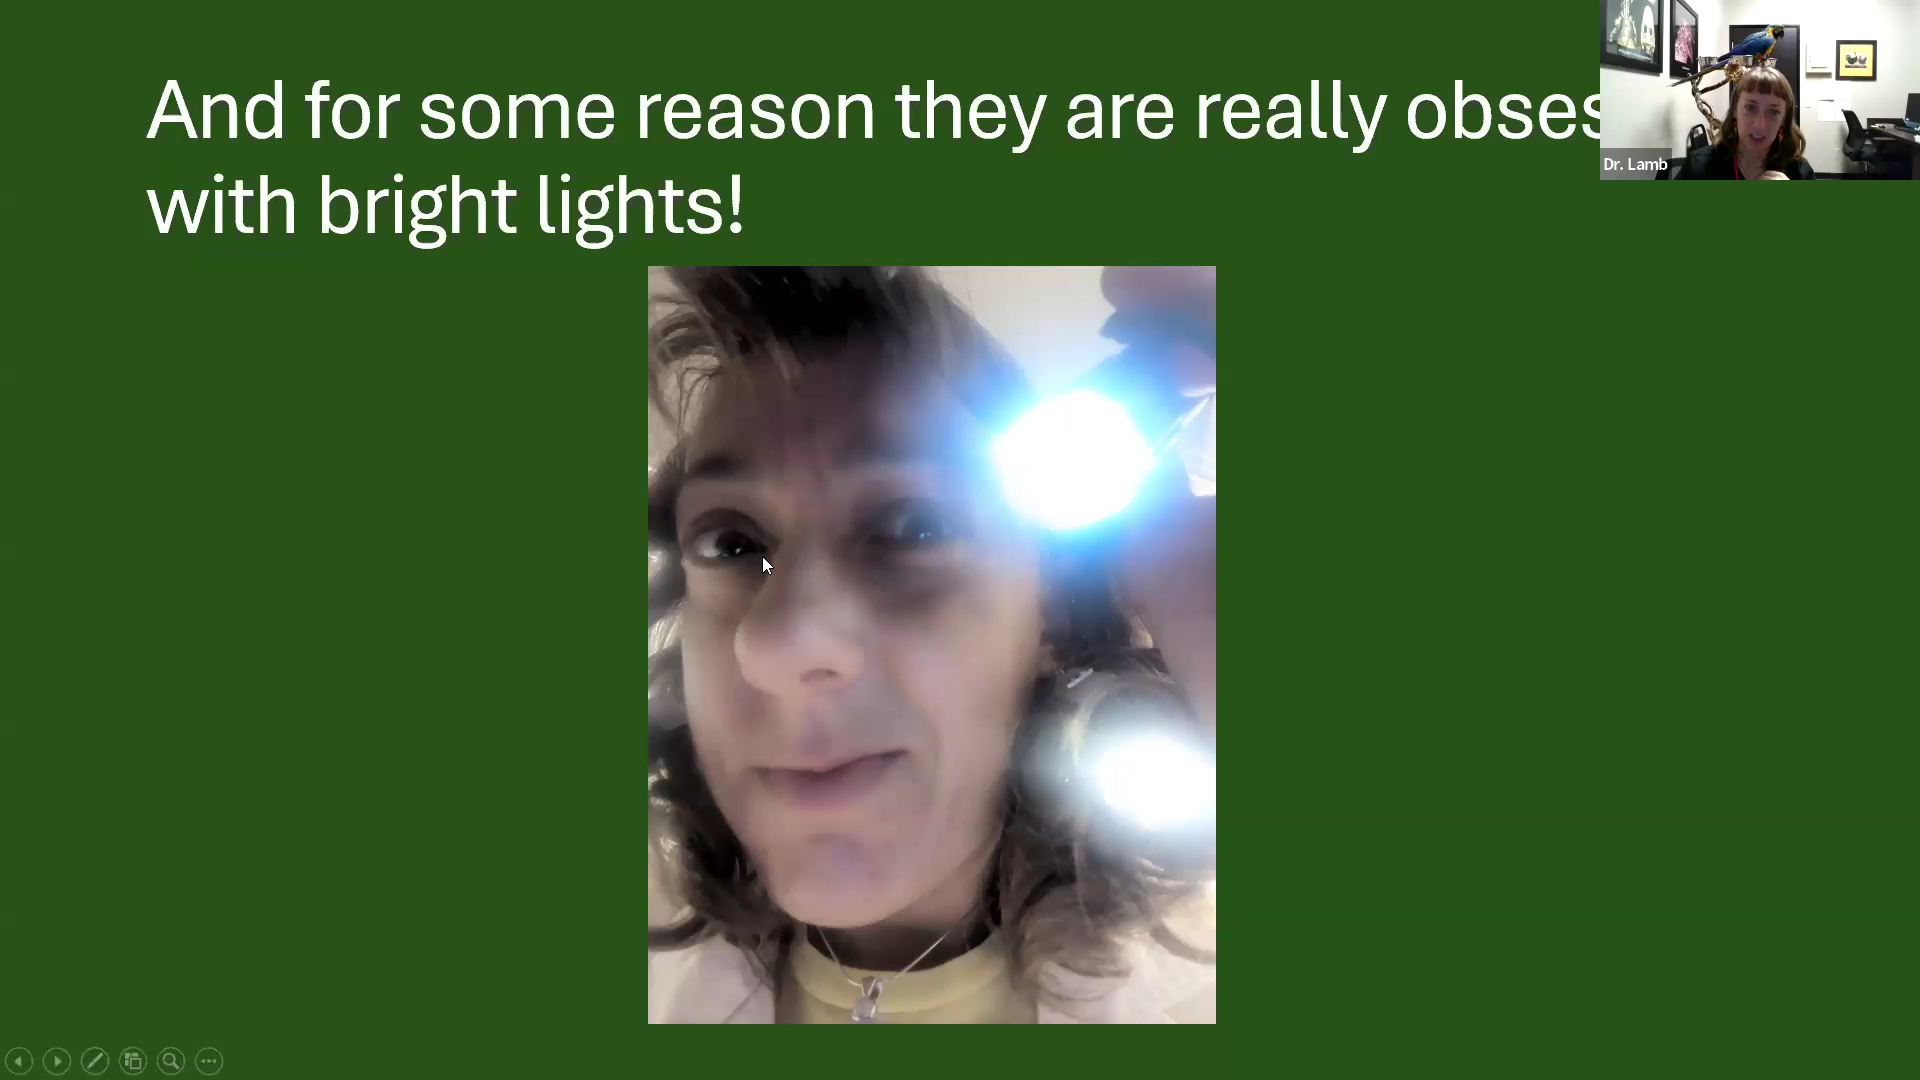 And for some reason they are really obses
with bright lights!
Dr. Lamb